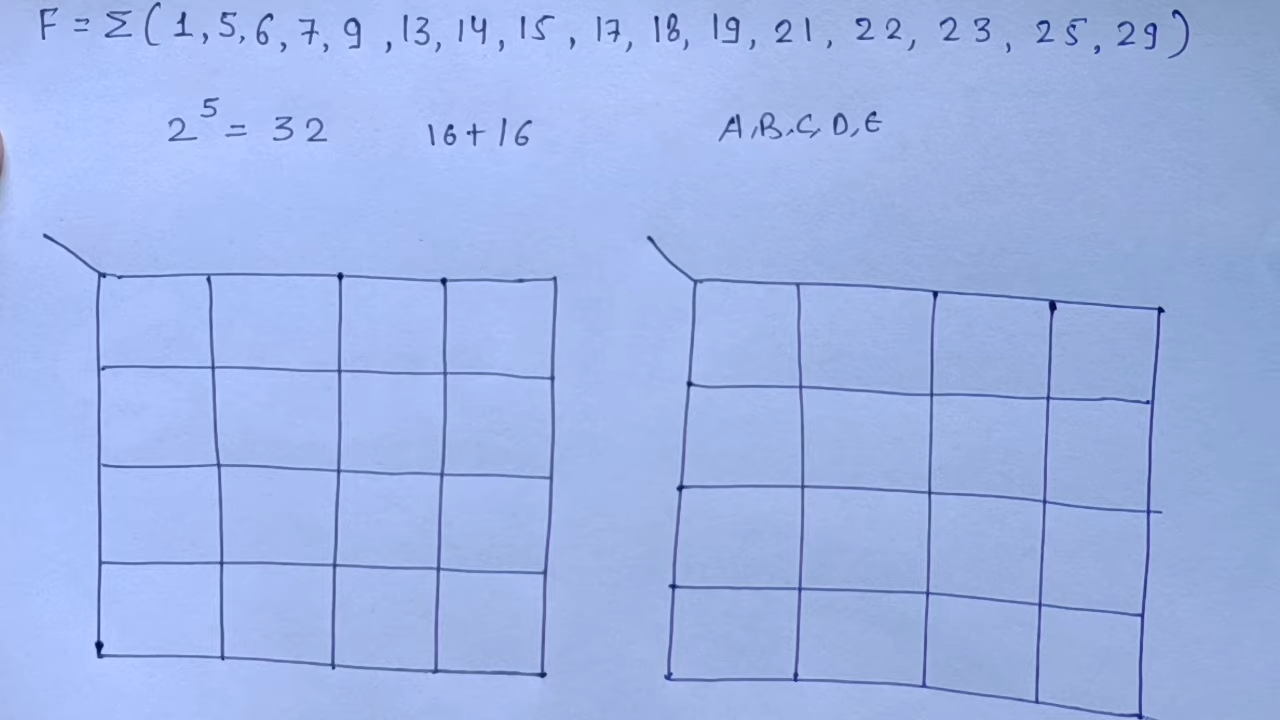 F = Σ(1,5,6,7,9,13,14,15,17,18,19,21,22,23,25,29)
2⁵ = 32 16+16 A,B,C,D,E